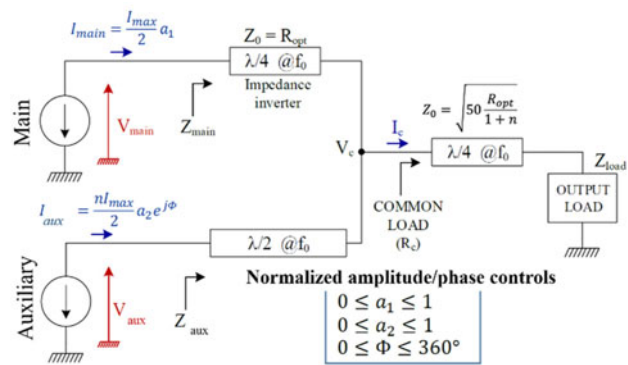 I_main = I_max/2 a_1
Z_0 = R_opt
λ/4 @f_0
Impedance
inverter
Main
V_main
Z_main
Z_0 = √(50 R_opt/(1 + n))
V_c
I_c
λ/4 @f_0
Z_load
OUTPUT
LOAD
COMMON
LOAD
(R_c)
I_aux = nI_max/2 a_2 e^{jΦ}
λ/2 @f_0
Auxiliary
V_aux
Z_aux
Normalized amplitude/phase controls
0 ≤ a_1 ≤ 1
0 ≤ a_2 ≤ 1
0 ≤ Φ ≤ 360°